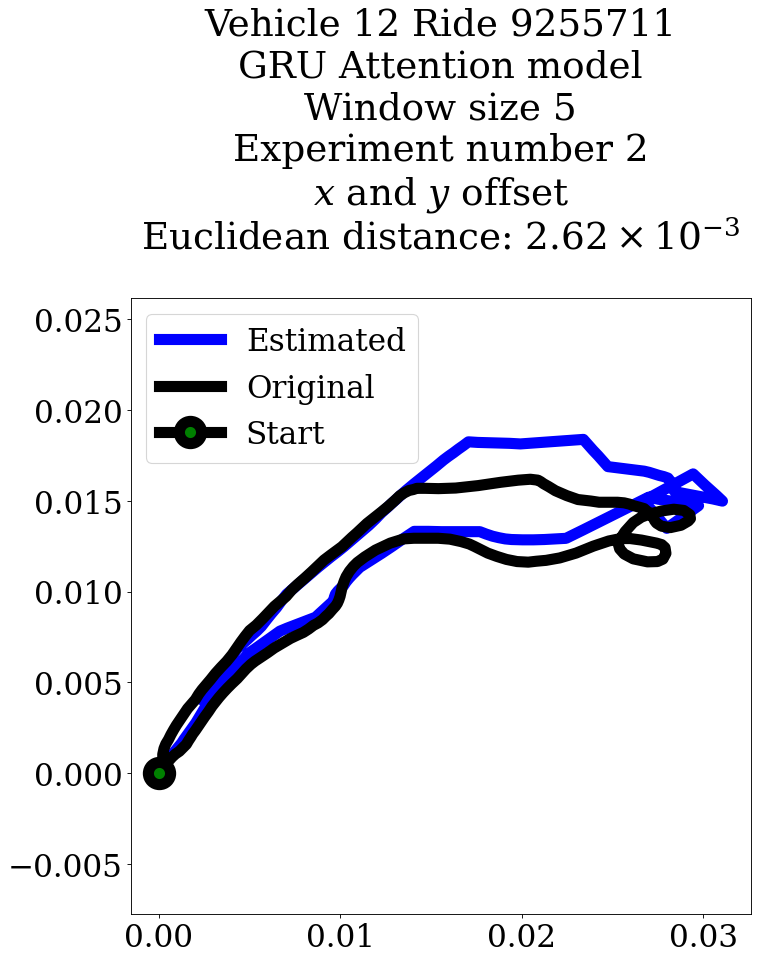 Vehicle 12 Ride 9255711
GRU Attention model
Window size 5
Experiment number 2
x and y offset
Euclidean distance: 2.62 × 10⁻³
Estimated
Original
Start
0.025
0.020
0.015
0.010
0.005
0.000
−0.005
0.00 0.01 0.02 0.03